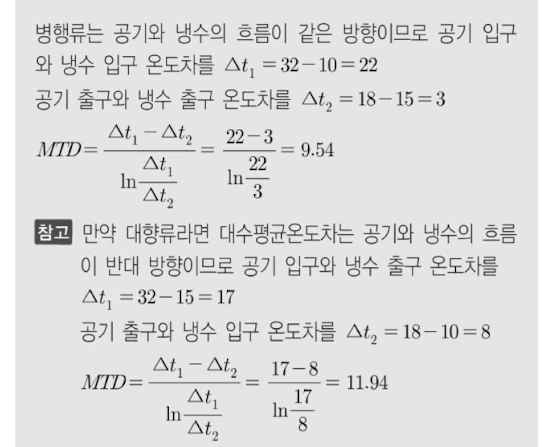 병행류는 공기와 냉수의 흐름이 같은 방향이므로 공기 입구
와 냉수 입구 온도차를 Δt₁ = 32 − 10 = 22
공기 출구와 냉수 출구 온도차를 Δt₂ = 18 − 15 = 3
MTD = (Δt₁ − Δt₂) / (ln(Δt₁/Δt₂)) = (22 − 3) / (ln(22/3)) = 9.54
참고 만약 대향류라면 대수평균온도차는 공기와 냉수의 흐름
이 반대 방향이므로 공기 입구와 냉수 출구 온도차를
Δt₁ = 32 − 15 = 17
공기 출구와 냉수 입구 온도차를 Δt₂ = 18 − 10 = 8
MTD = (Δt₁ − Δt₂) / (ln(Δt₁/Δt₂)) = (17 − 8) / (ln(17/8)) = 11.94